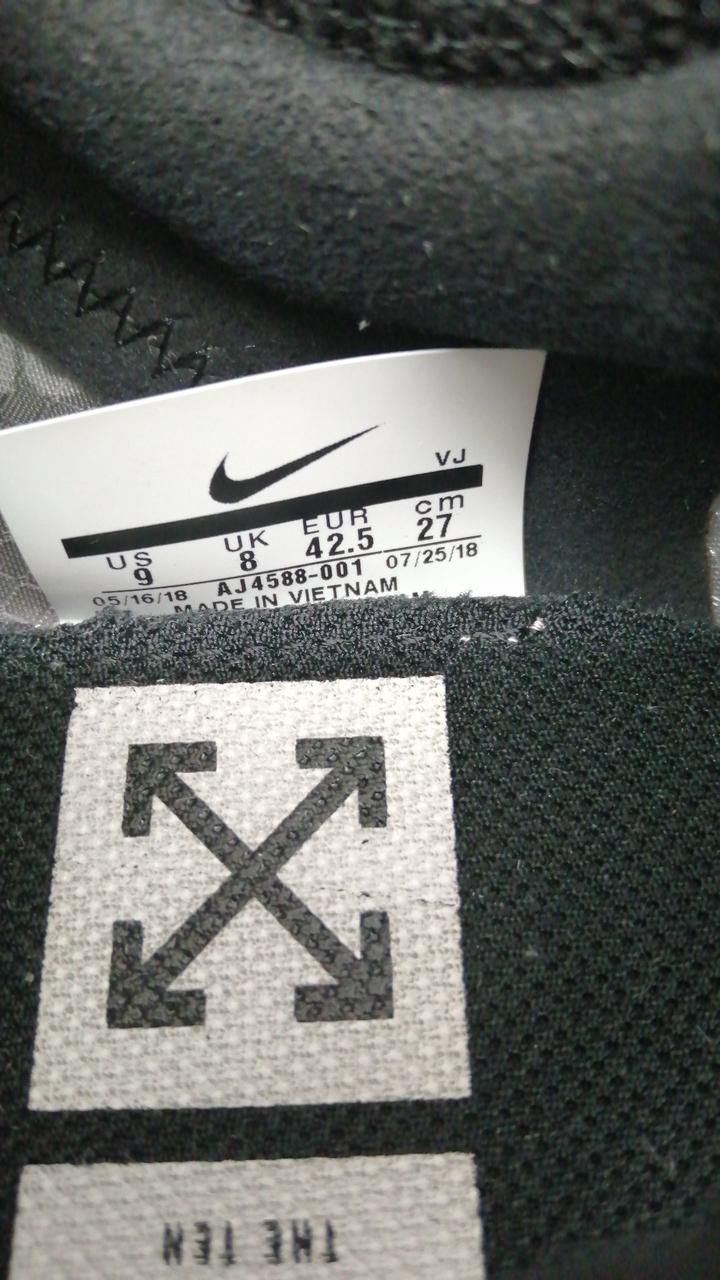 VJ
US UK EUR cm
9 8 42.5 27
05/16/18 AJ4588-001 07/25/18
MADE IN VIETNAM
THE TEN